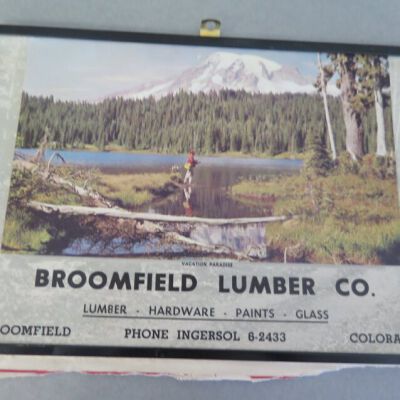 VACATION PARADISE
BROOMFIELD LUMBER CO.
LUMBER - HARDWARE - PAINTS - GLASS
OOMFIELD PHONE INGERSOL 6-2433 COLORA